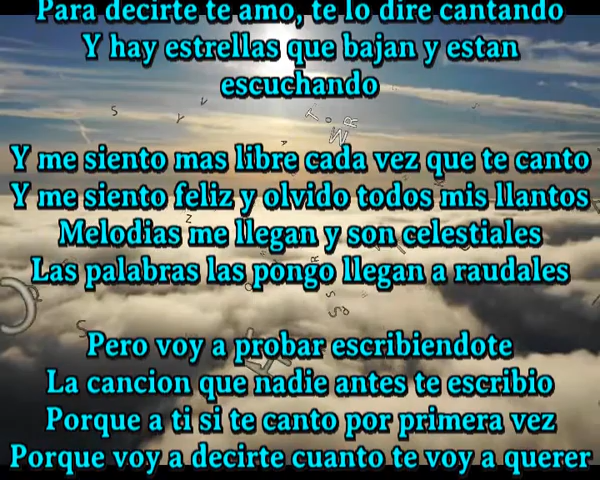 Para decirte te amo, te lo dire cantando
Y hay estrellas que bajan y estan
escuchando
Y me siento mas libre cada vez que te canto
Y me siento feliz y olvido todos mis llantos
Melodias me llegan y son celestiales
Las palabras las pongo llegan a raudales
Pero voy a probar escribiendote
La cancion que nadie antes te escribio
Porque a ti si te canto por primera vez
Porque voy a decirte cuanto te voy a querer